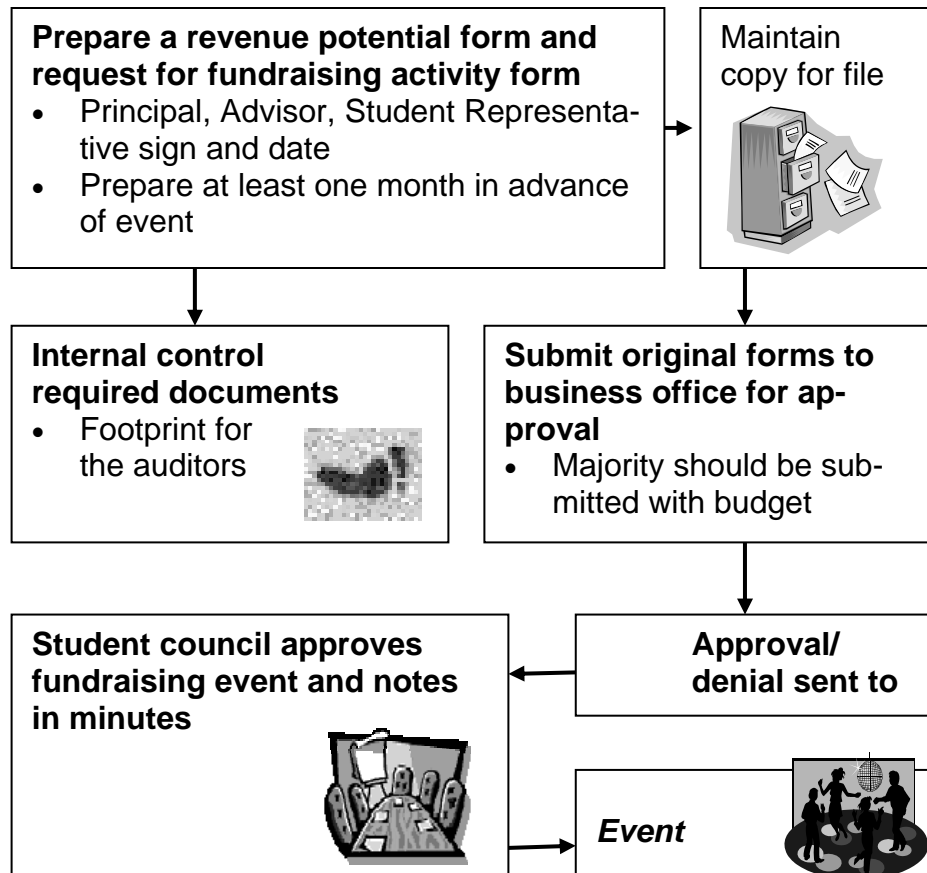 Prepare a revenue potential form and
request for fundraising activity form
• Principal, Advisor, Student Representa-
tive sign and date
• Prepare at least one month in advance
of event
Maintain
copy for file
Internal control
required documents
• Footprint for
the auditors
Submit original forms to
business office for ap-
proval
• Majority should be sub-
mitted with budget
Student council approves
fundraising event and notes
in minutes
Approval/
denial sent to
Event